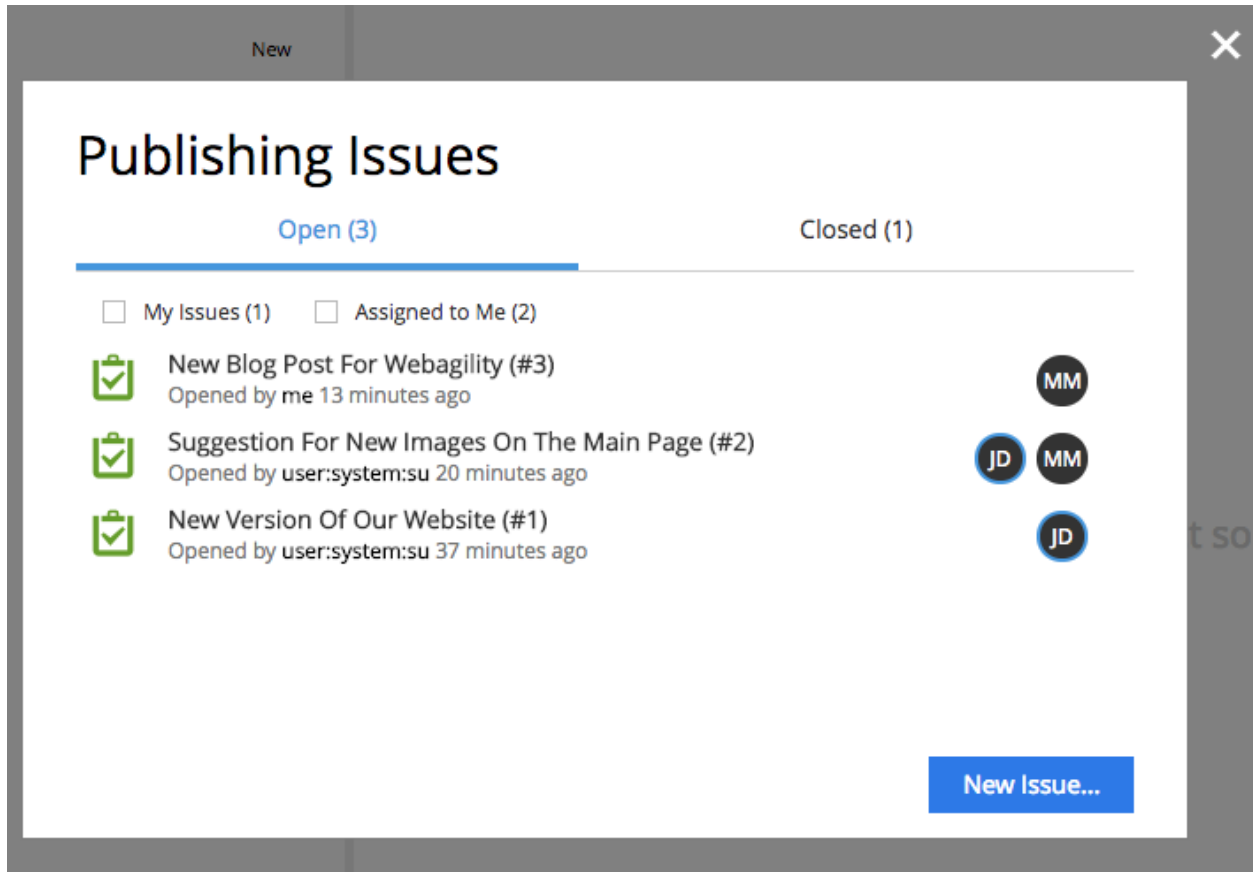 New
Publishing Issues
Open (3)
Closed (1)
My Issues (1)
Assigned to Me (2)
New Blog Post For Webagility (#3)
Opened by me 13 minutes ago
MM
Suggestion For New Images On The Main Page (#2)
Opened by user:system:su 20 minutes ago
JD
MM
New Version Of Our Website (#1)
Opened by user:system:su 37 minutes ago
JD
t so
New Issue...